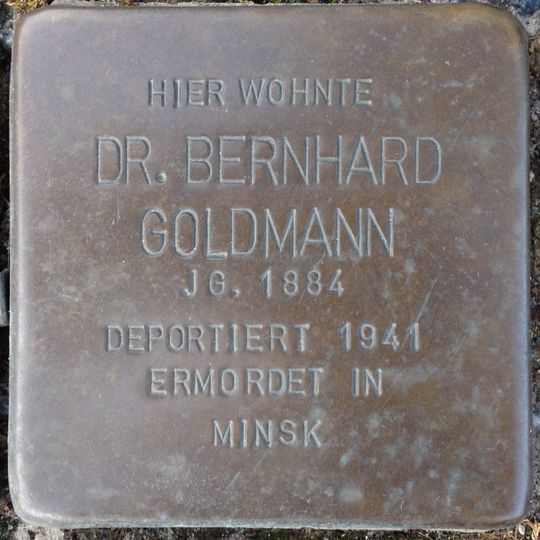 HIER WOHNTE
DR. BERNHARD
GOLDMANN
JG. 1884
DEPORTIERT 1941
ERMORDET IN
MINSK